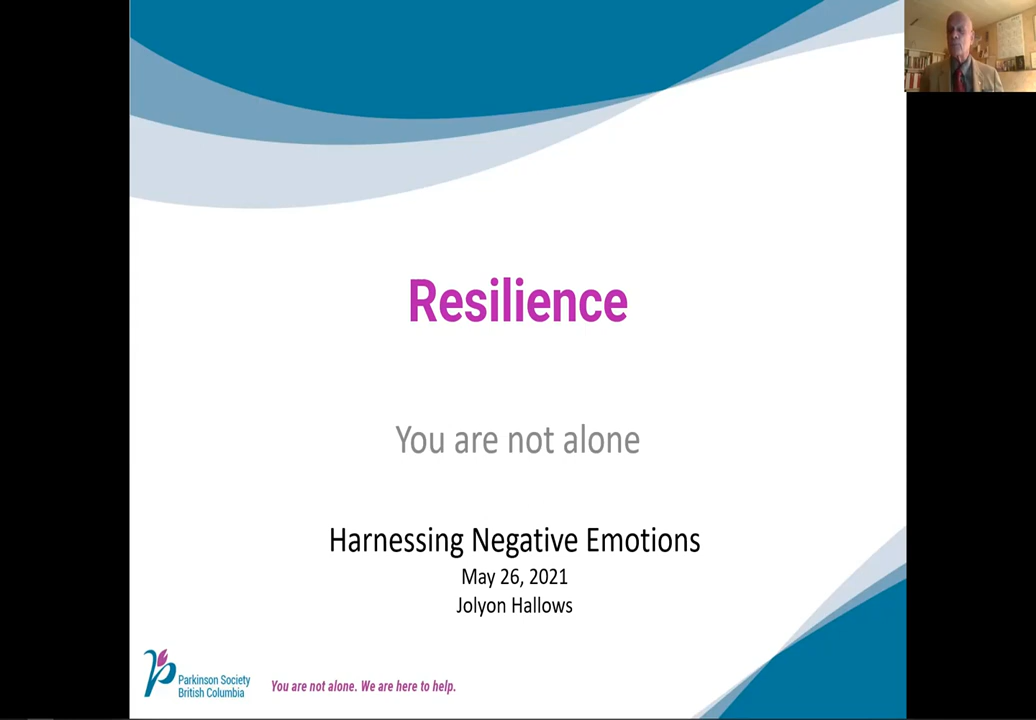 Resilience
You are not alone
Harnessing Negative Emotions
May 26, 2021
Jolyon Hallows
Parkinson Society
British Columbia
You are not alone. We are here to help.